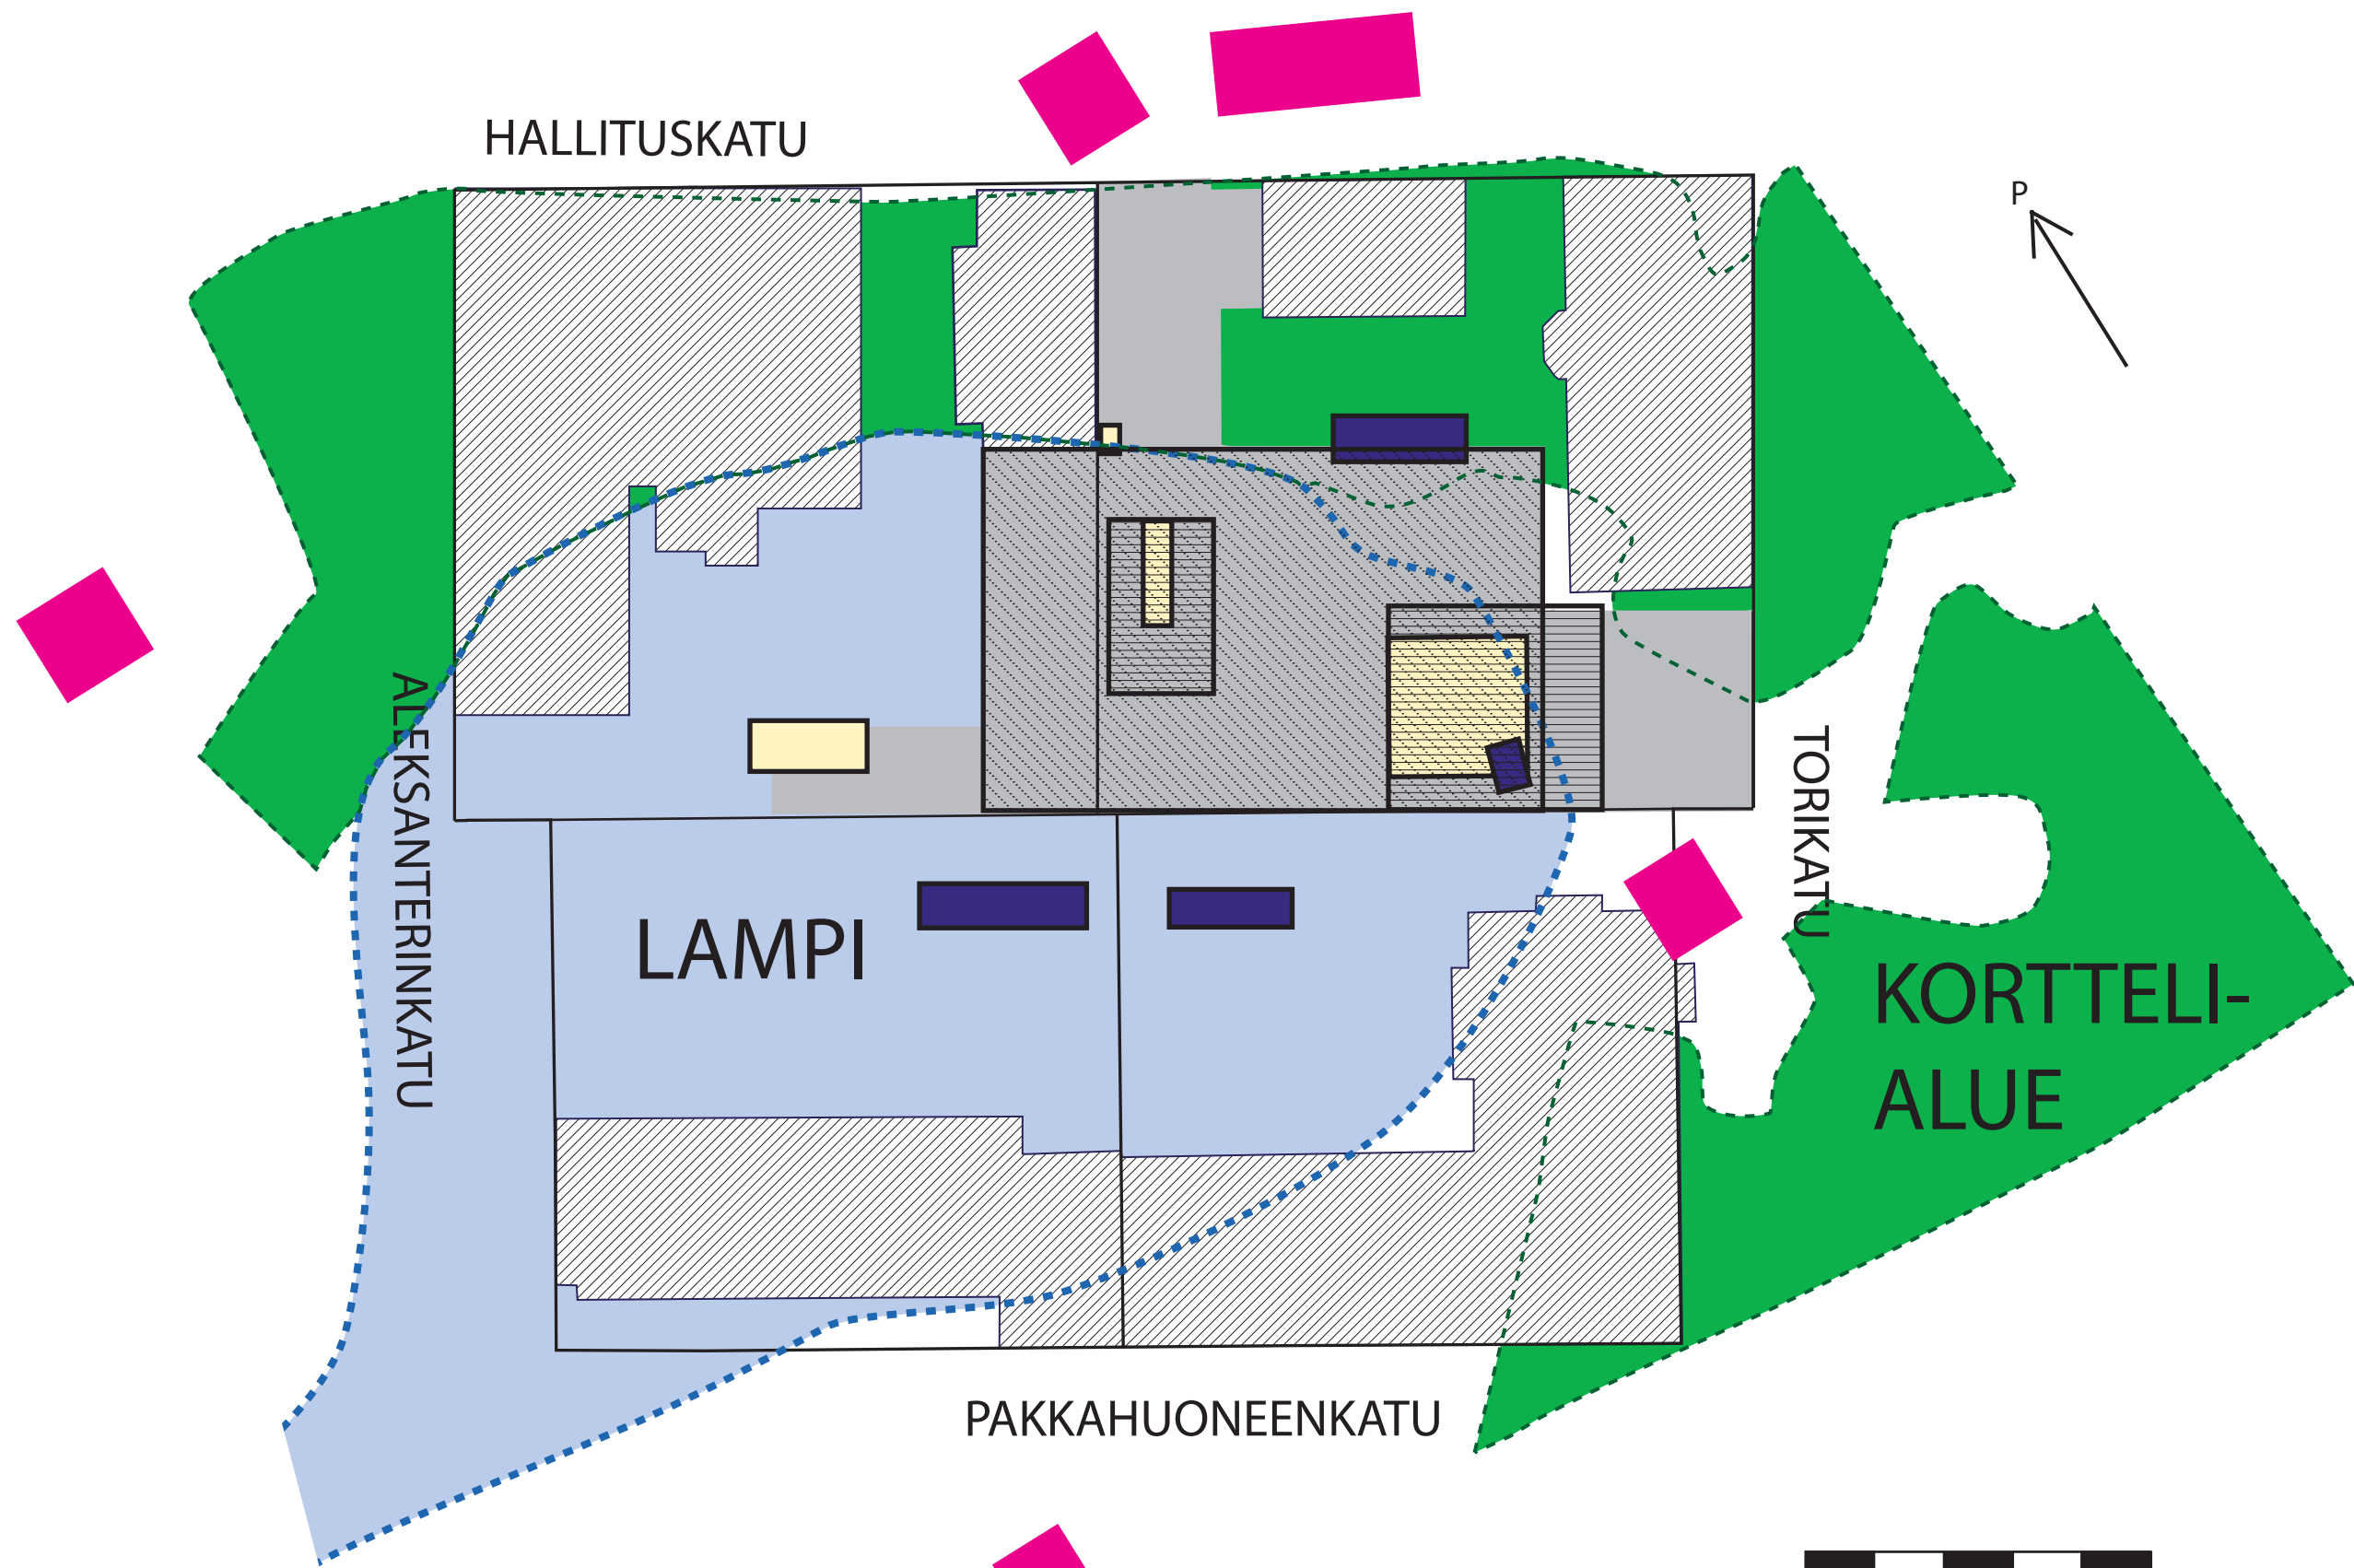 HALLITUSKATU
P
ALEKSANTERINKATU
TORIKATU
LAMPI
KORTTELI-
ALUE
PAKKAHUONEENKATU